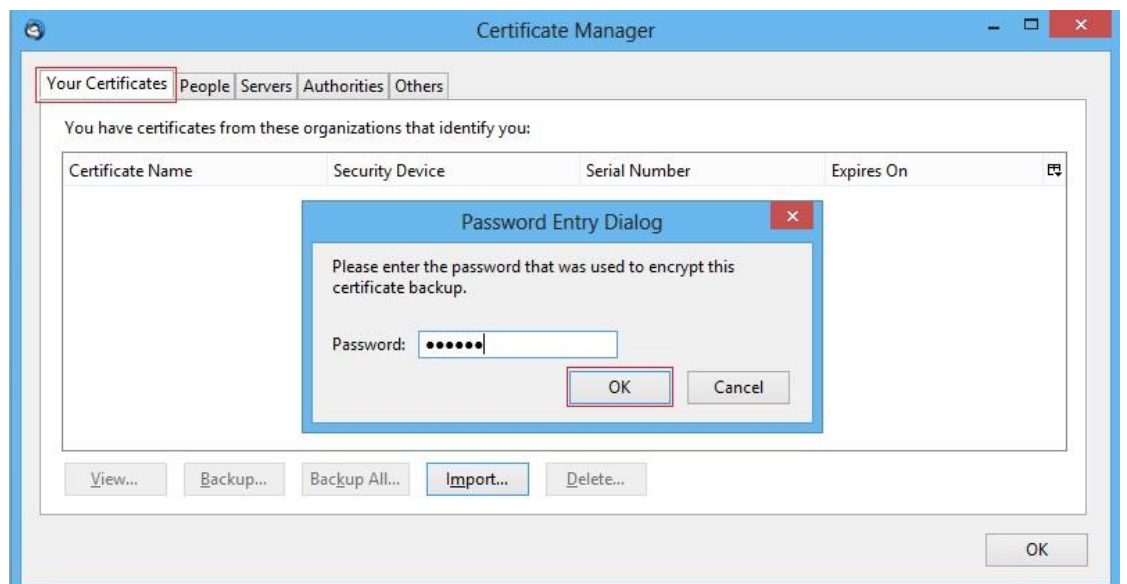 Certificate Manager
Your Certificates People Servers Authorities Others
You have certificates from these organizations that identify you:
Certificate Name Security Device Serial Number Expires On
Password Entry Dialog
Please enter the password that was used to encrypt this
certificate backup.
Password: ••••••
OK Cancel
View... Backup... Backup All... Import... Delete...
OK